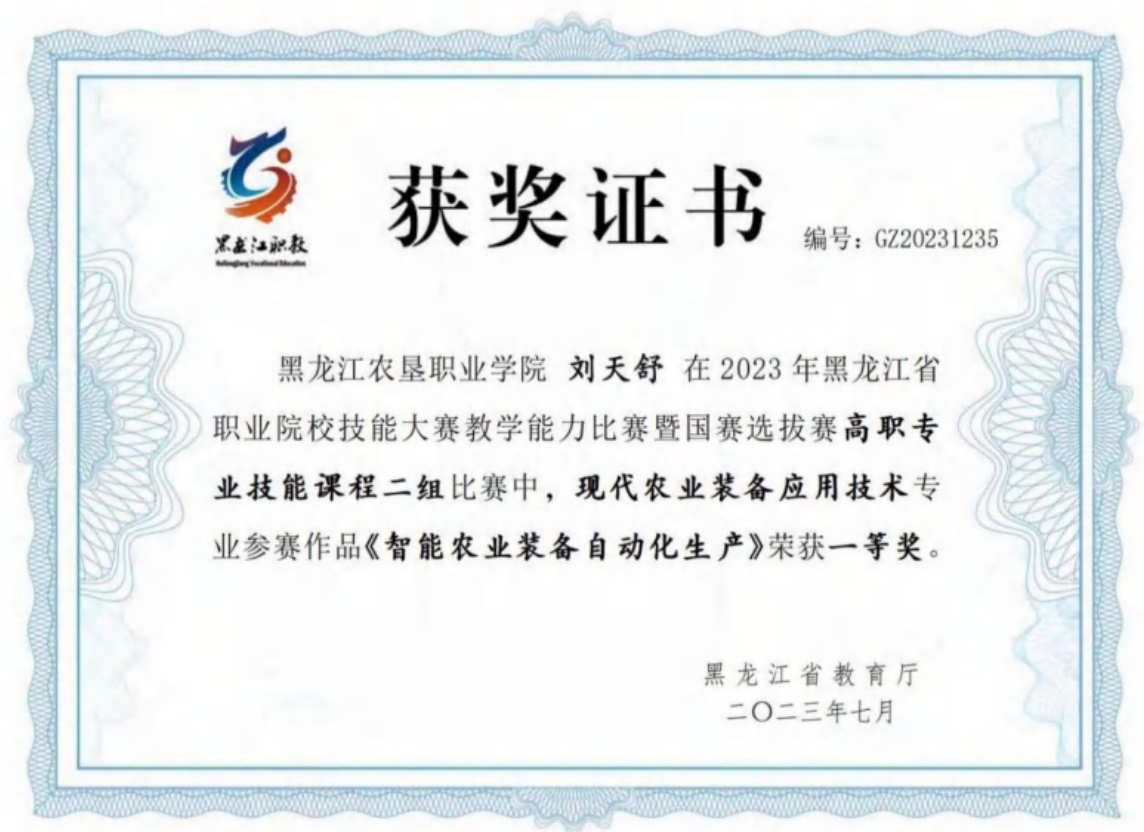 获奖证书
编号：GZ20231235
黑龙江职教
Heilongjiang Vocational Education
黑龙江农垦职业学院 刘天舒 在 2023 年黑龙江省
职业院校技能大赛教学能力比赛暨国赛选拔赛高职专
业技能课程二组比赛中，现代农业装备应用技术专
业参赛作品《智能农业装备自动化生产》荣获一等奖。
黑龙江省教育厅
二〇二三年七月